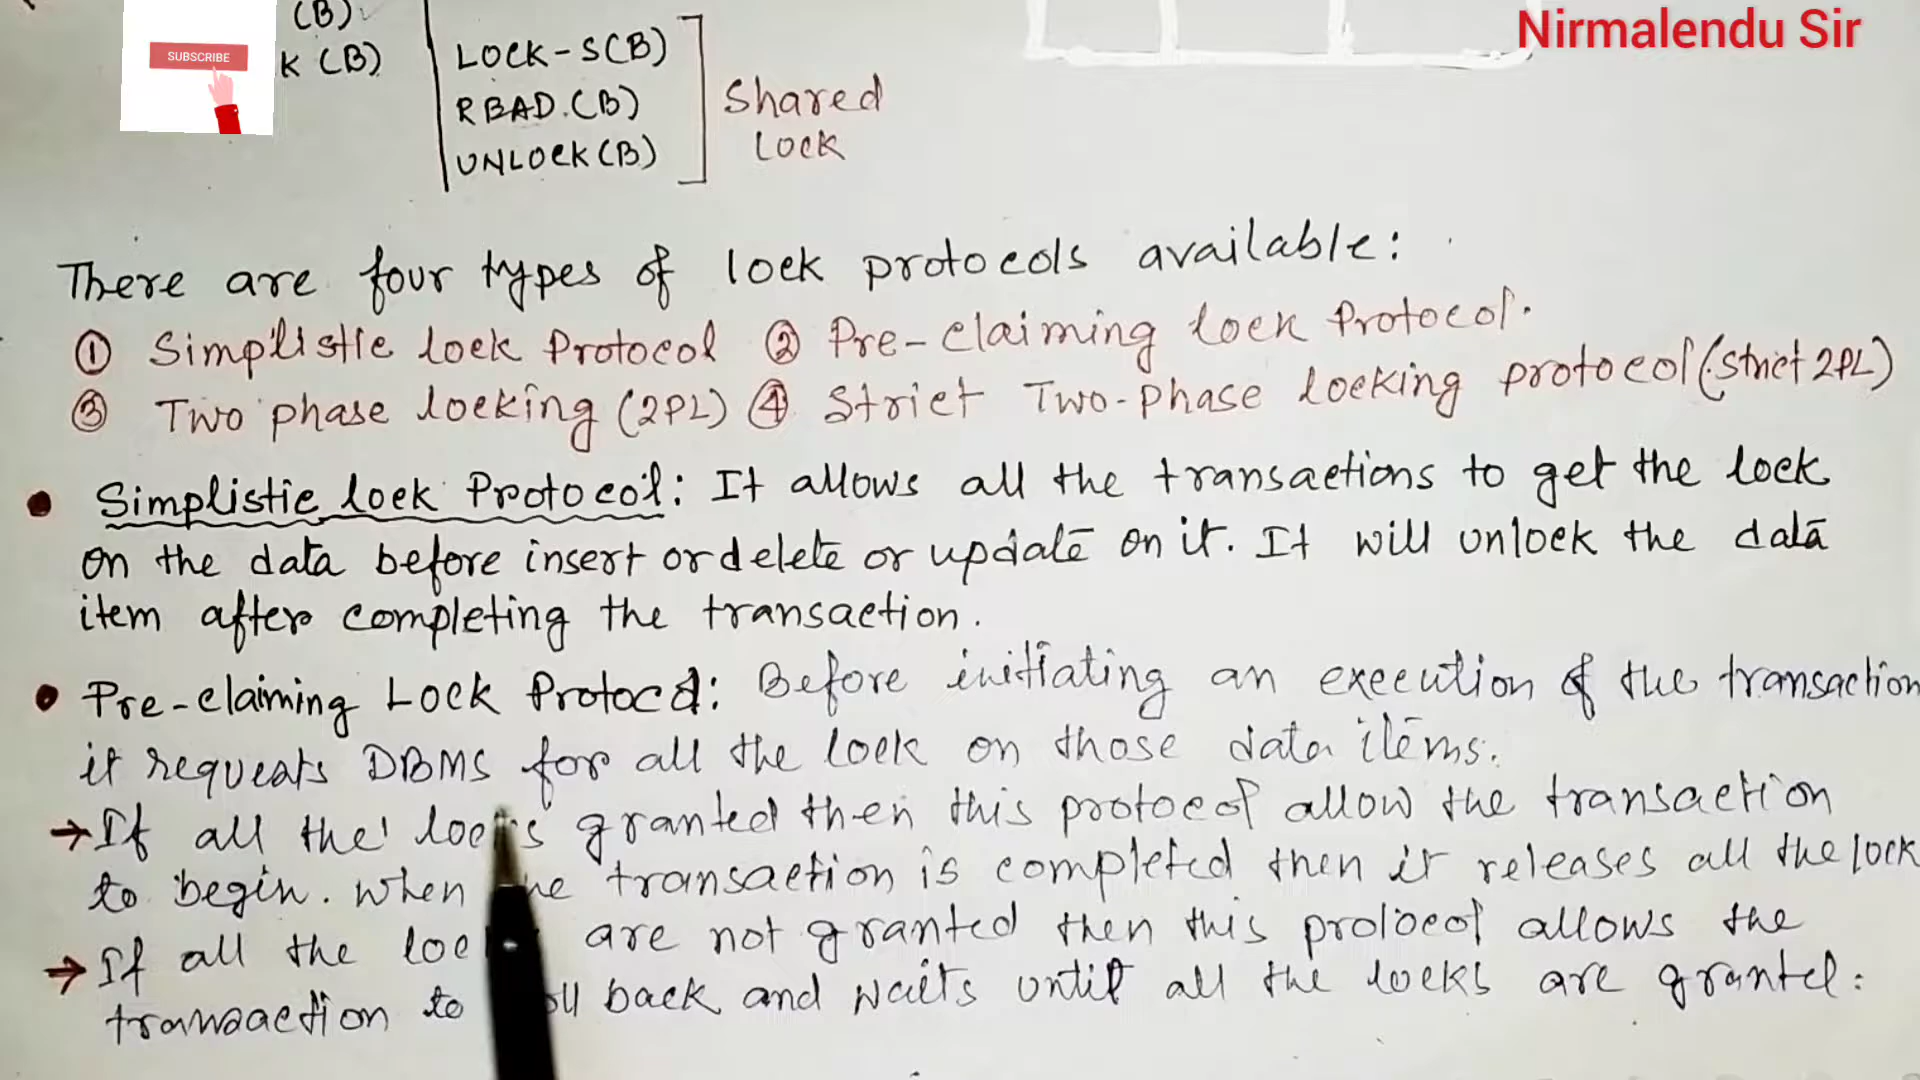 (B)
SUBSCRIBE
K (B)
LOCK-S(B)
READ.(B)
UNLOCK(B)
Shared
Lock
Nirmalendu Sir
There are four types of lock protocols available:
① Simplistic lock Protocol ② Pre-claiming lock Protocol.
③ Two phase locking (2PL) ④ Strict Two-phase locking protocol (Strict 2PL)
• Simplistic lock Protocol: It allows all the transactions to get the lock
on the data before insert or delete or update on it. It will unlock the data
item after completing the transaction.
• Pre-claiming Lock Protocol: Before initiating an execution of the transaction
it requests DBMS for all the lock on those data items.
→ If all the locks granted then this protocol allow the transaction
to begin. When the transaction is completed then it releases all the lock
→ If all the are not granted then this protocol allows the
transaction to back and waits until all the locks are granted.